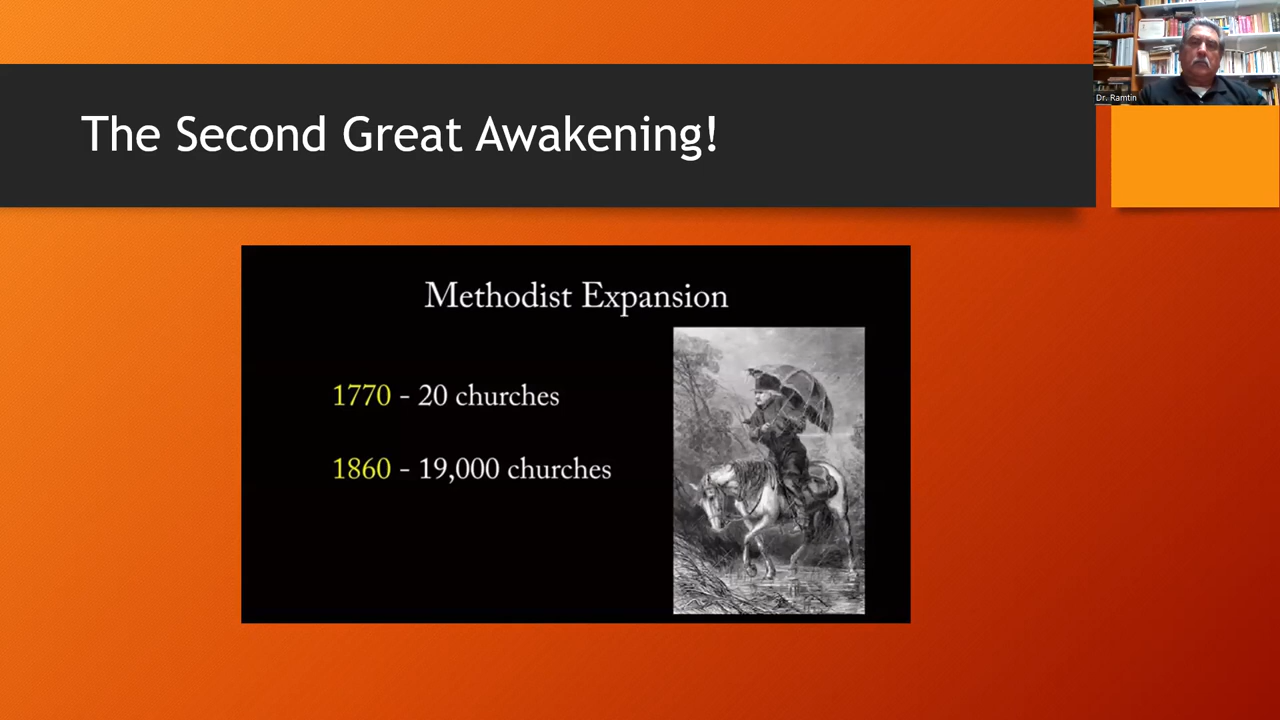 The Second Great Awakening!
Dr. Ramtin
Methodist Expansion
1770 - 20 churches
1860 - 19,000 churches